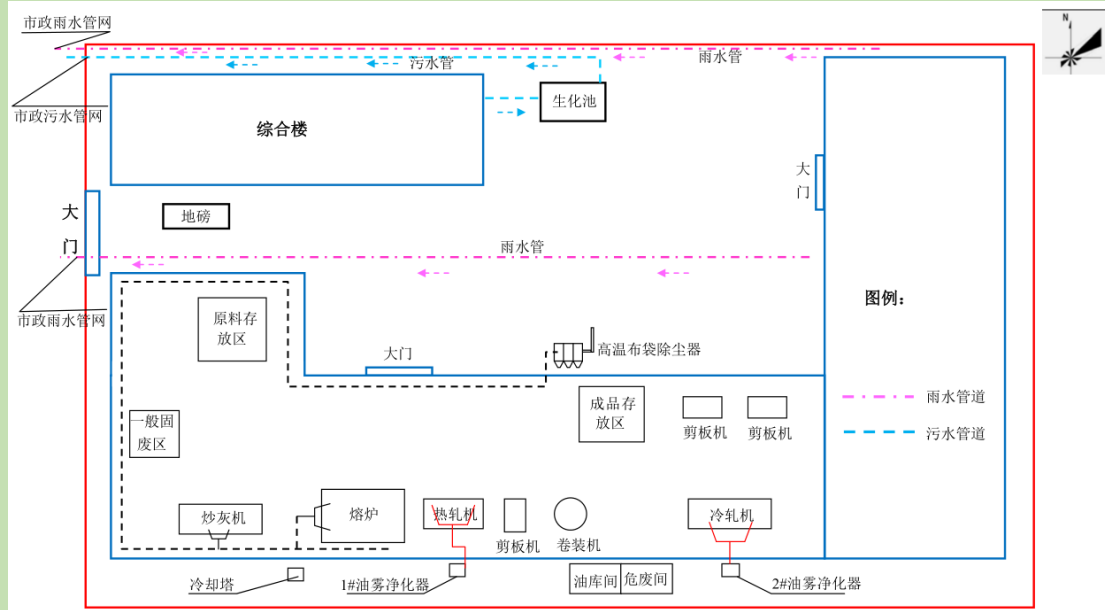 市政雨水管网
N
污水管
雨水管
市政污水管网
生化池
综合楼
大
门
大
门
地磅
雨水管
市政雨水管网
图例：
原料存
放区
大门
高温布袋除尘器
成品存
放区
剪板机
剪板机
雨水管道
污水管道
一般固
废区
炒灰机
熔炉
热轧机
剪板机
卷装机
冷轧机
冷却塔
1#油雾净化器
油库间
危废间
2#油雾净化器